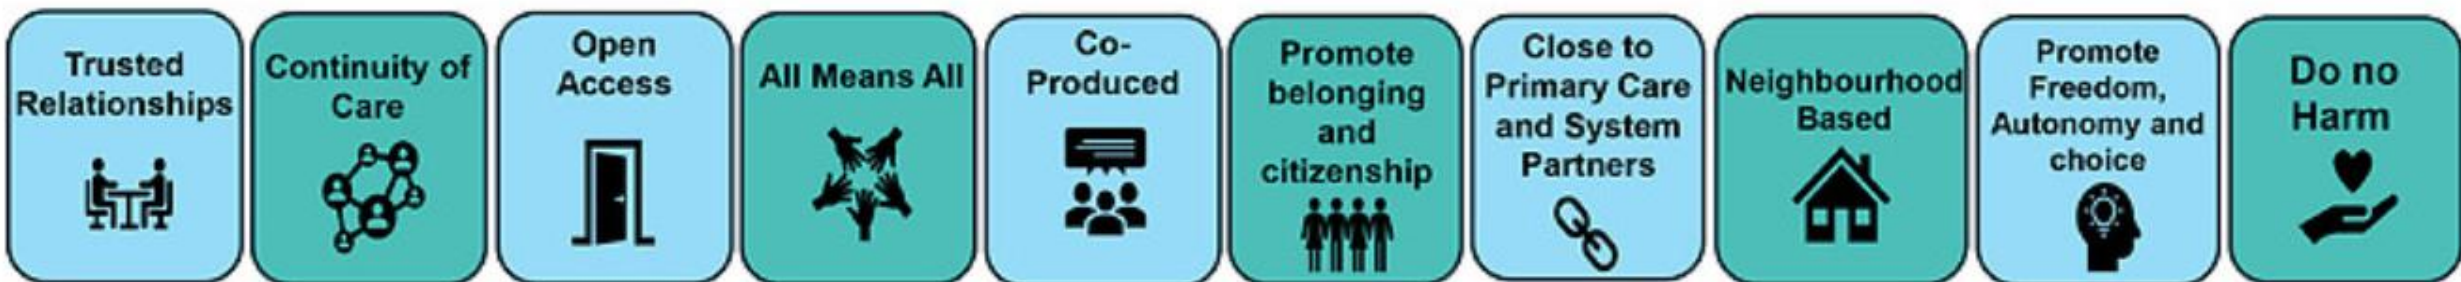 Trusted
Relationships
Continuity of
Care
Open
Access
All Means All
Co-
Produced
Promote
belonging
and
citizenship
Close to
Primary Care
and System
Partners
Neighbourhood
Based
Promote
Freedom,
Autonomy and
choice
Do no
Harm